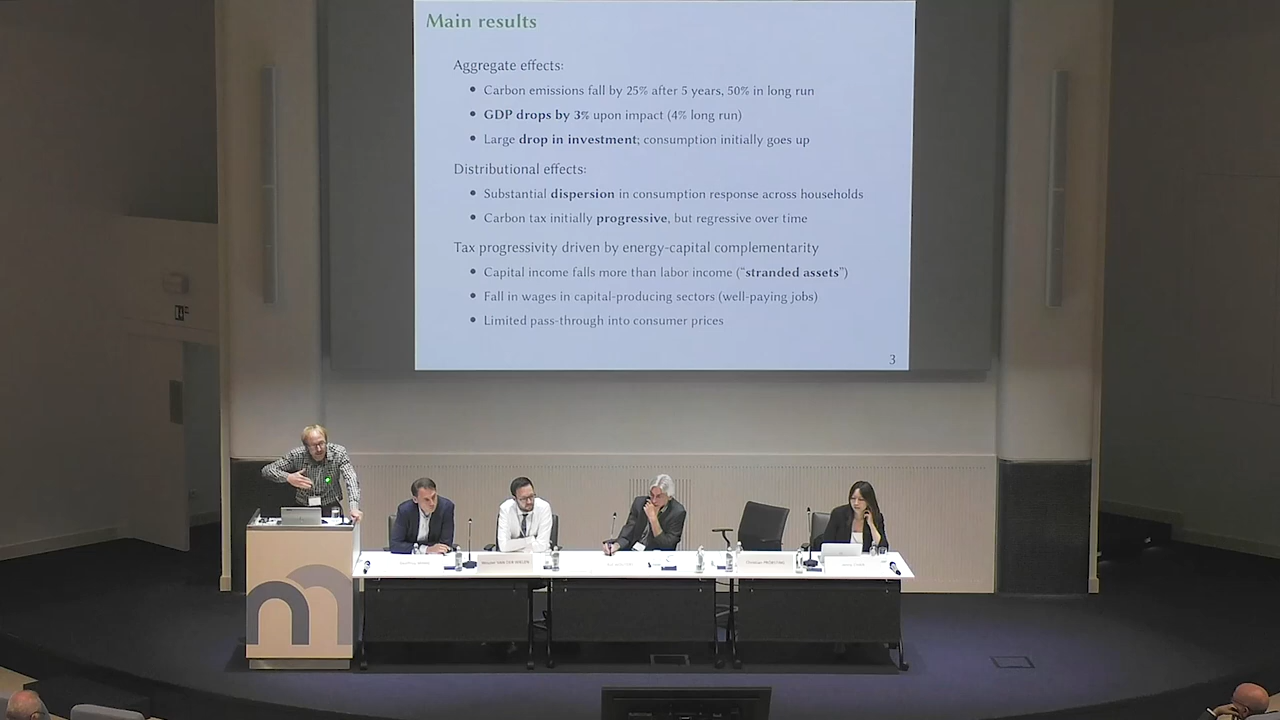 Main results
Aggregate effects:
• Carbon emissions fall by 25% after 5 years, 50% in long run
• GDP drops by 3% upon impact (4% long run)
• Large drop in investment; consumption initially goes up
Distributional effects:
• Substantial dispersion in consumption response across households
• Carbon tax initially progressive, but regressive over time
Tax progressivity driven by energy-capital complementarity
• Capital income falls more than labor income ("stranded assets")
• Fall in wages in capital-producing sectors (well-paying jobs)
• Limited pass-through into consumer prices
3